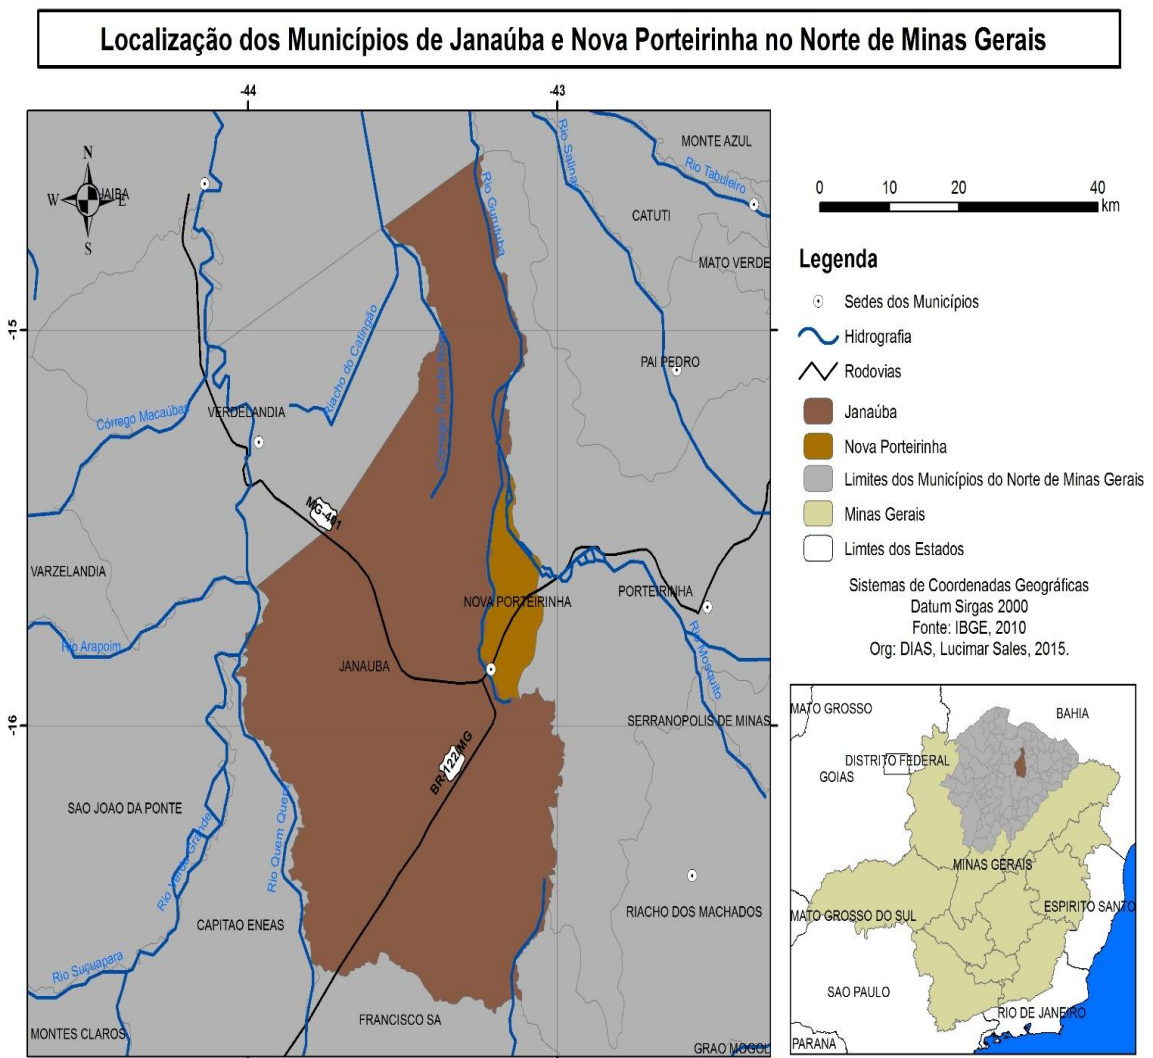 Localização dos Municípios de Janaúba e Nova Porteirinha no Norte de Minas Gerais
-44
-43
-15
-16
N
W
E
S
JAIBA
MONTE AZUL
Rio Tabuleiro
Rio Salinas
Rio Gurutuba
CATUTI
MATO VERDE
Riacho do Catingão
PAI PEDRO
Córrego Macaúbas
VERDELANDIA
MG-401
VARZELANDIA
Rio Arapoim
NOVA PORTEIRINHA
PORTEIRINHA
Rio Mosquito
JANAUBA
SERRANOPOLIS DE MINAS
BR-122/MG
SAO JOAO DA PONTE
Rio Verde Grande
Rio Quem Quem
CAPITAO ENEAS
RIACHO DOS MACHADOS
Rio Suçuapara
MONTES CLAROS
FRANCISCO SA
GRAO MOGOL
0 10 20 40
km
Legenda
Sedes dos Municípios
Hidrografia
Rodovias
Janaúba
Nova Porteirinha
Limites dos Municípios do Norte de Minas Gerais
Minas Gerais
Limtes dos Estados
Sistemas de Coordenadas Geográficas
Datum Sirgas 2000
Fonte: IBGE, 2010
Org: DIAS, Lucimar Sales, 2015.
MATO GROSSO
BAHIA
DISTRITO FEDERAL
GOIAS
MINAS GERAIS
ESPIRITO SANTO
MATO GROSSO DO SUL
SAO PAULO
RIO DE JANEIRO
PARANA